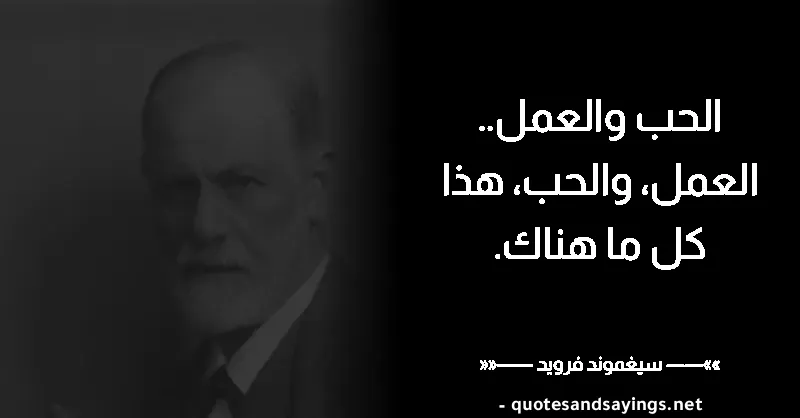 الحب والعمل..
العمل، والحب، هذا
كل ما هناك.
»»—— سيغموند فرويد ——««
- quotesandsayings.net